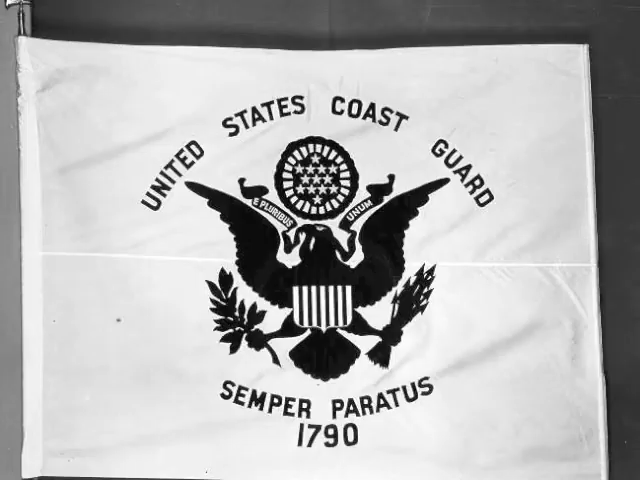 UNITED STATES COAST GUARD
E PLURIBUS UNUM
SEMPER PARATUS
1790